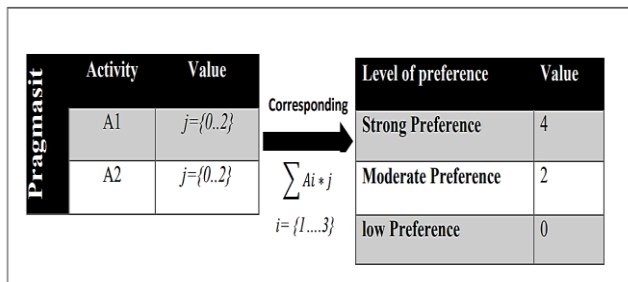 Pragmasit
Activity Value
A1 j={0..2}
A2 j={0..2}
Corresponding
∑ Ai * j
i= {1....3}
Level of preference Value
Strong Preference 4
Moderate Preference 2
low Preference 0